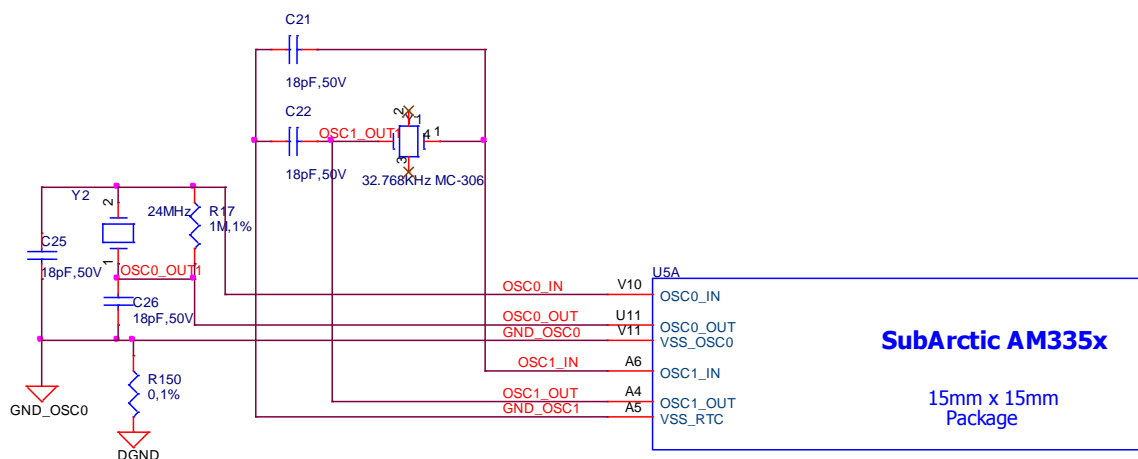 C21
18pF,50V
C22
OSC1_OUT1
2
1
4
1
3
18pF,50V
32.768KHz MC-306
Y2
2
24MHz
R17
1M,1%
C25
18pF,50V
1
OSC0_OUT1
C26
18pF,50V
R150
0,1%
GND_OSC0
DGND
U5A
OSC0_IN
V10
OSC0_IN
OSC0_OUT
U11
OSC0_OUT
GND_OSC0
V11
VSS_OSC0
OSC1_IN
A6
OSC1_IN
OSC1_OUT
A4
OSC1_OUT
GND_OSC1
A5
VSS_RTC
SubArctic AM335x
15mm x 15mm
Package